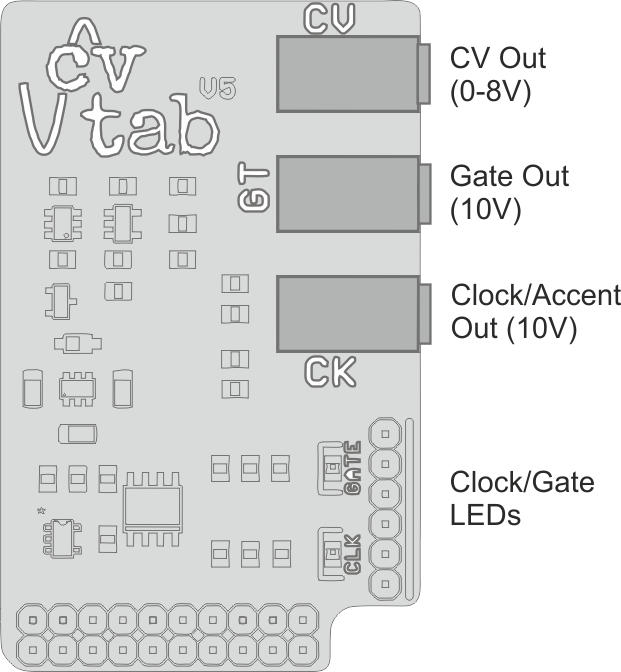 CV
cv
V5
Vtab
GT
CK
CV Out
(0-8V)
Gate Out
(10V)
Clock/Accent
Out (10V)
GATE
CLK
Clock/Gate
LEDs